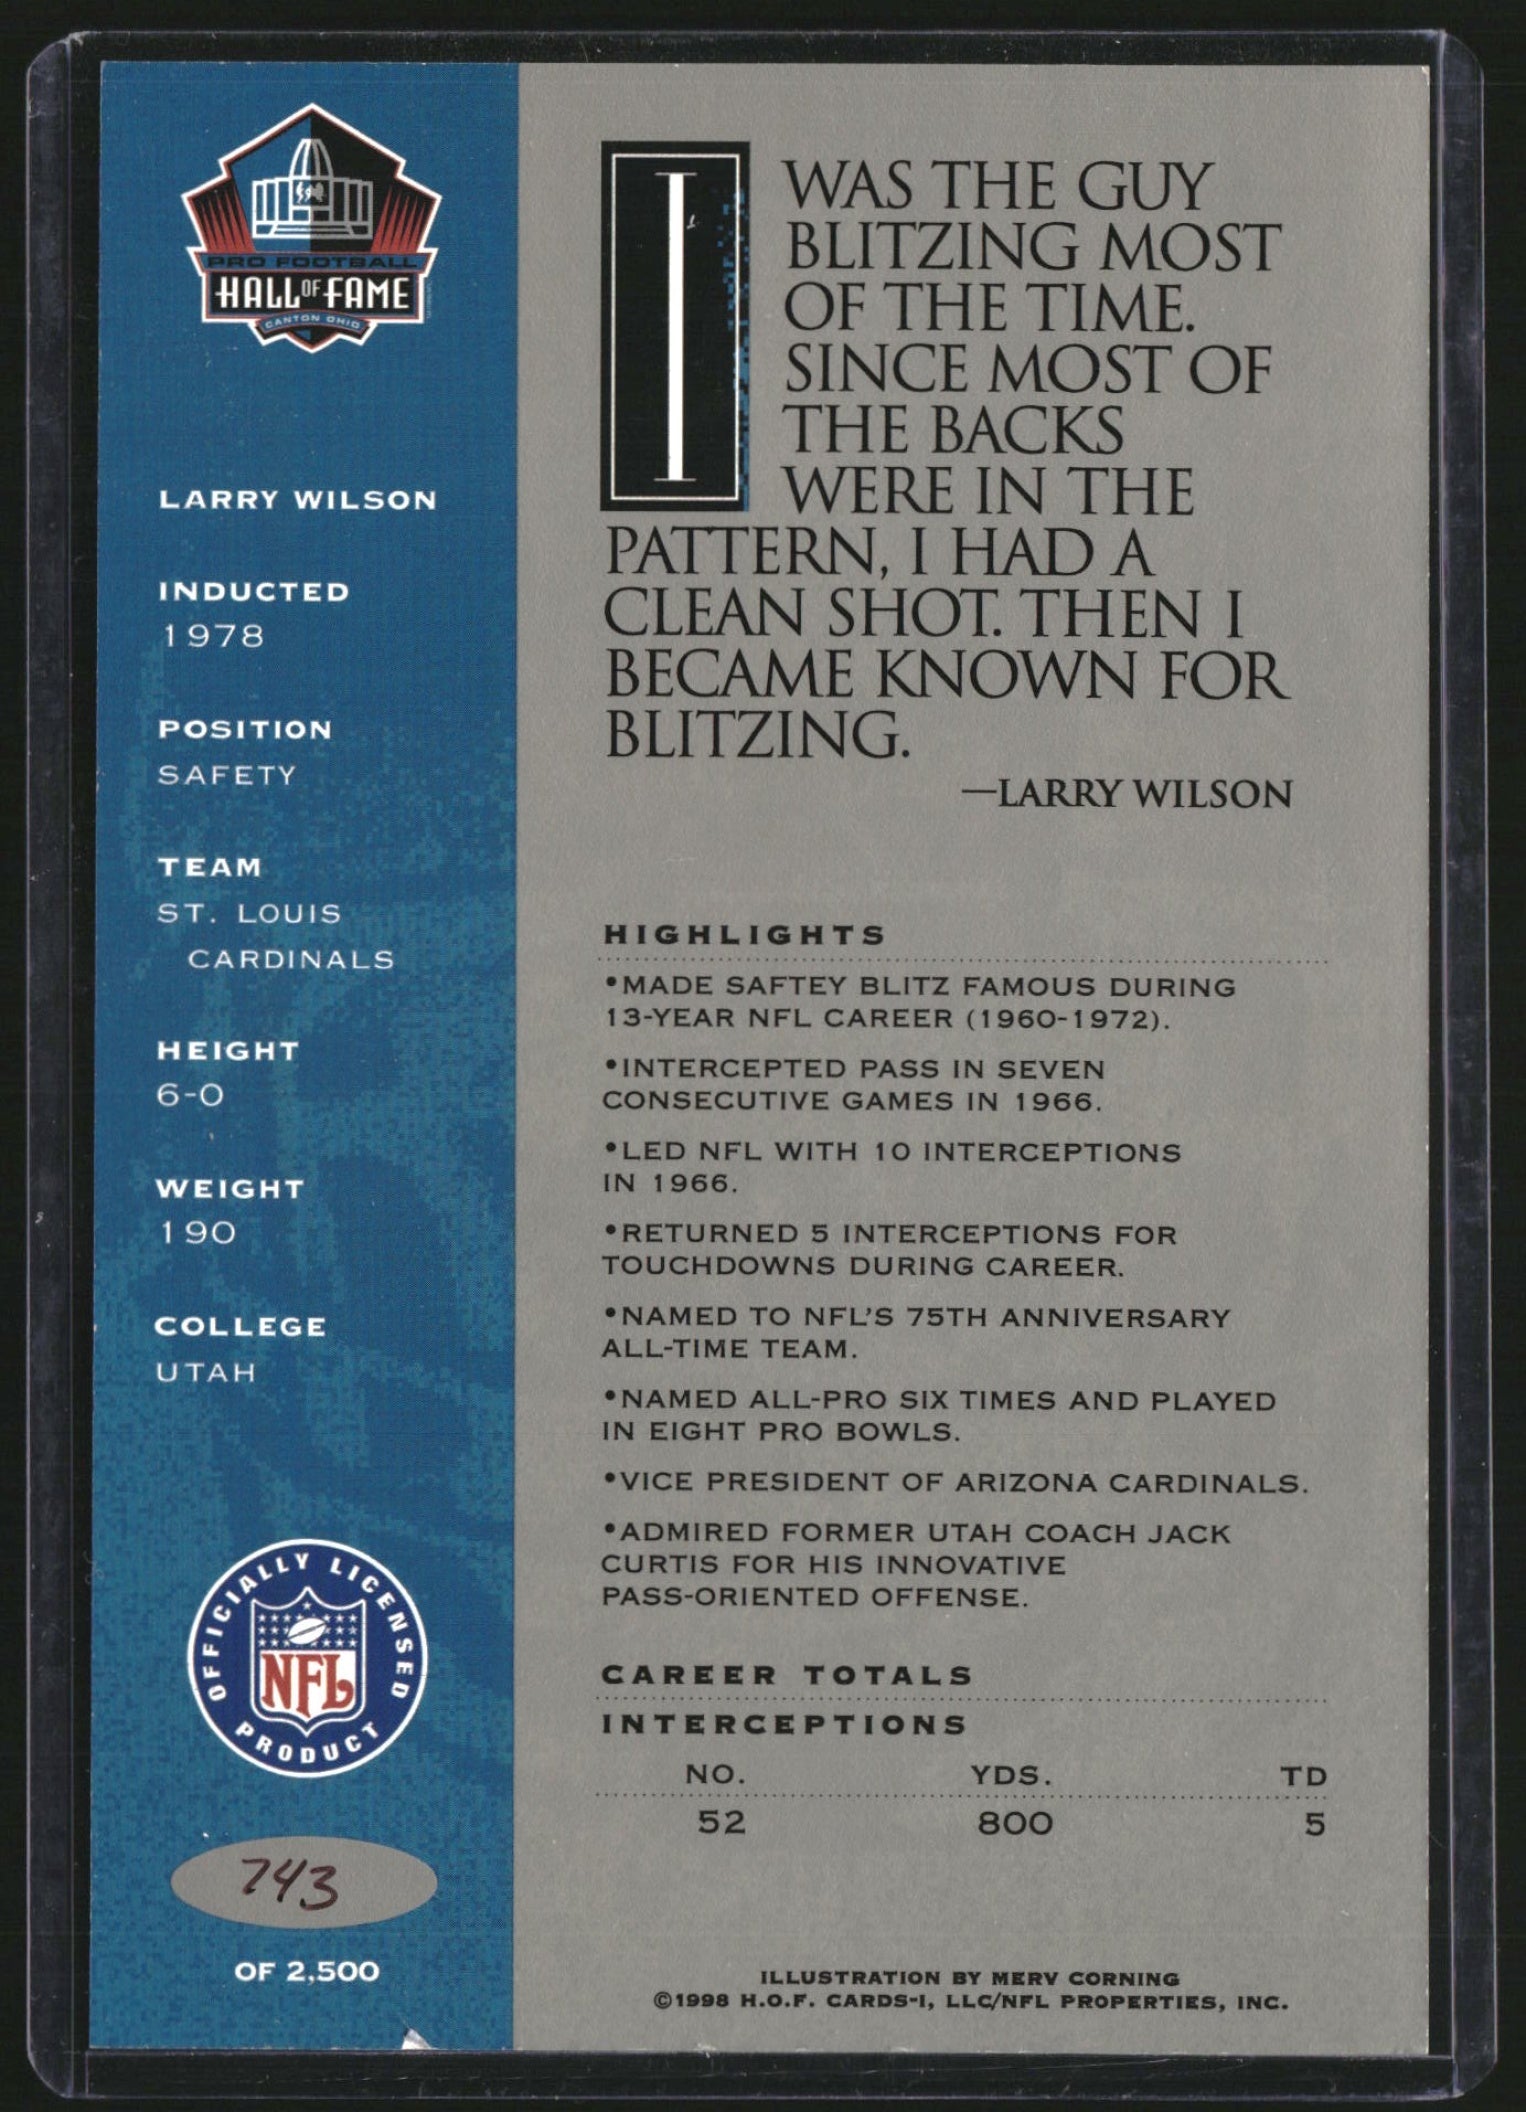 PRO FOOTBALL
HALL OF FAME
CANTON OHIO
LARRY WILSON
INDUCTED
1978
POSITION
SAFETY
TEAM
ST. LOUIS
CARDINALS
HEIGHT
6-0
WEIGHT
190
COLLEGE
UTAH
OFFICIALLY LICENSED
NFL
PRODUCT
743
OF 2,500
I WAS THE GUY
BLITZING MOST
OF THE TIME.
SINCE MOST OF
THE BACKS
WERE IN THE
PATTERN, I HAD A
CLEAN SHOT. THEN I
BECAME KNOWN FOR
BLITZING.
—LARRY WILSON
HIGHLIGHTS
•MADE SAFTEY BLITZ FAMOUS DURING
13-YEAR NFL CAREER (1960-1972).
•INTERCEPTED PASS IN SEVEN
CONSECUTIVE GAMES IN 1966.
•LED NFL WITH 10 INTERCEPTIONS
IN 1966.
•RETURNED 5 INTERCEPTIONS FOR
TOUCHDOWNS DURING CAREER.
•NAMED TO NFL'S 75TH ANNIVERSARY
ALL-TIME TEAM.
•NAMED ALL-PRO SIX TIMES AND PLAYED
IN EIGHT PRO BOWLS.
•VICE PRESIDENT OF ARIZONA CARDINALS.
•ADMIRED FORMER UTAH COACH JACK
CURTIS FOR HIS INNOVATIVE
PASS-ORIENTED OFFENSE.
CAREER TOTALS
INTERCEPTIONS
NO. YDS. TD
52 800 5
ILLUSTRATION BY MERV CORNING
©1998 H.O.F. CARDS-I, LLC/NFL PROPERTIES, INC.